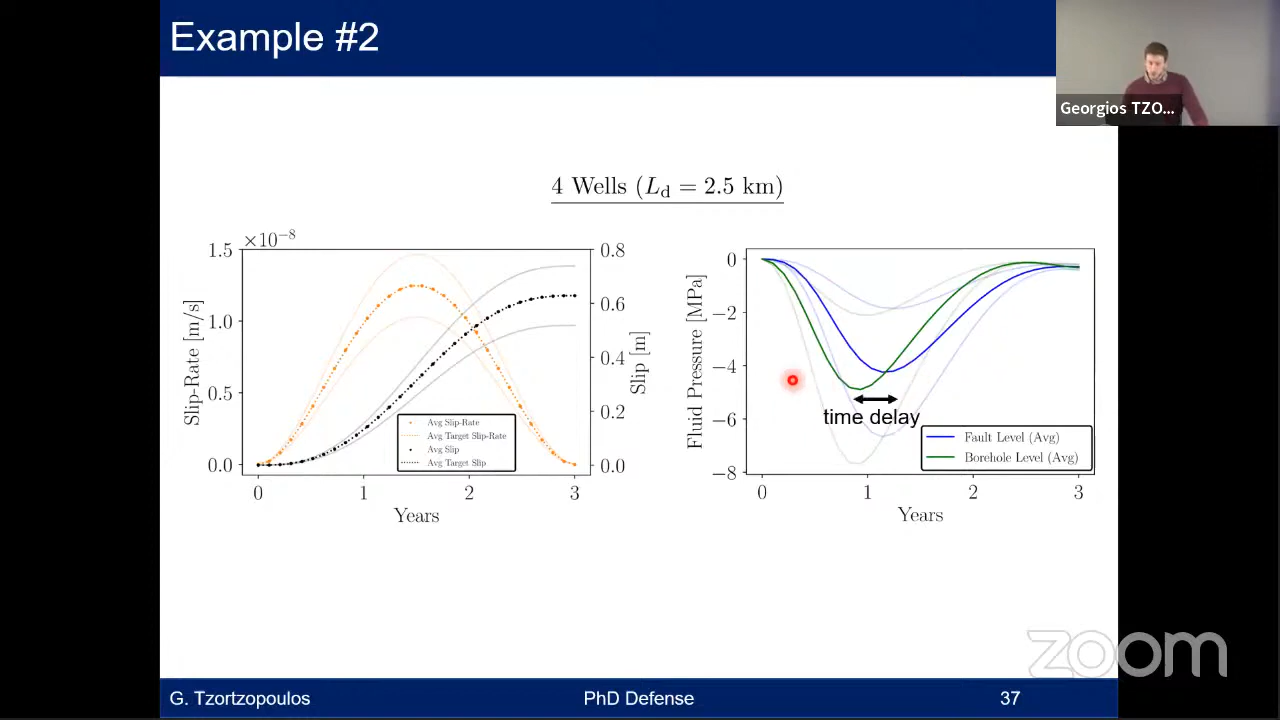 Example #2
Georgios TZO...
4 Wells (L_d = 2.5 km)
×10⁻⁸
1.5
1.0
0.5
0.0
Slip-Rate [m/s]
0.8
0.6
0.4
0.2
0.0
Slip [m]
Avg Slip-Rate
Avg Target Slip-Rate
Avg Slip
Avg Target Slip
0 1 2 3
Years
0
−2
−4
−6
−8
Fluid Pressure [MPa]
time delay
Fault Level (Avg)
Borehole Level (Avg)
0 1 2 3
Years
zoom
G. Tzortzopoulos PhD Defense 37